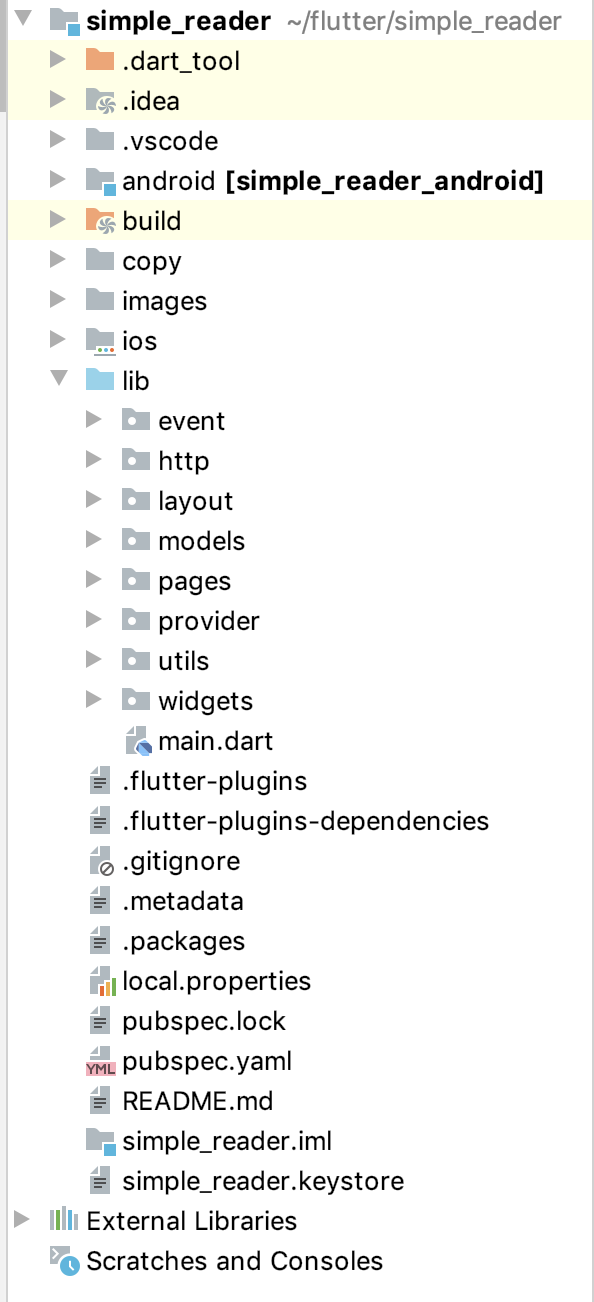 simple_reader ~/flutter/simple_reader
.dart_tool
.idea
.vscode
android [simple_reader_android]
build
copy
images
ios
lib
event
http
layout
models
pages
provider
utils
widgets
main.dart
.flutter-plugins
.flutter-plugins-dependencies
.gitignore
.metadata
.packages
local.properties
pubspec.lock
YML pubspec.yaml
README.md
simple_reader.iml
simple_reader.keystore
External Libraries
Scratches and Consoles